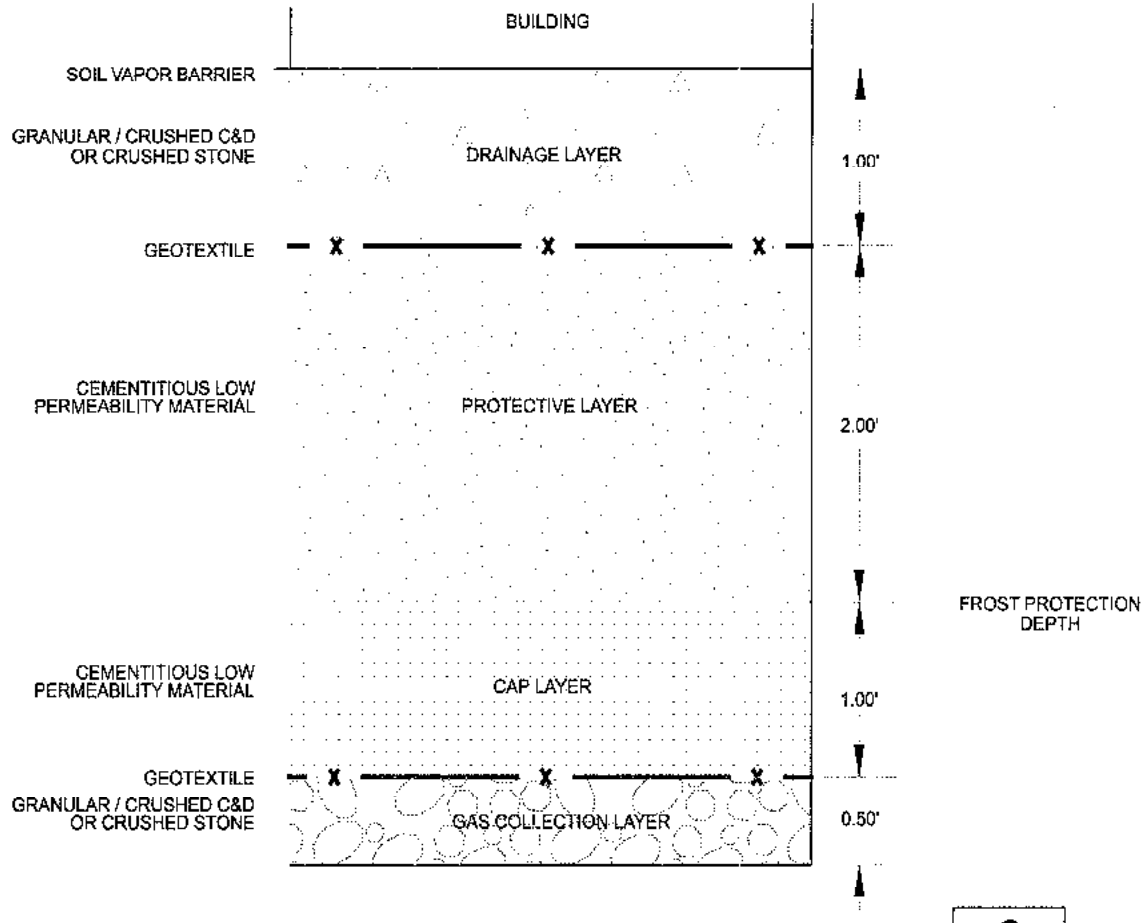 BUILDING
SOIL VAPOR BARRIER
GRANULAR / CRUSHED C&D
OR CRUSHED STONE
DRAINAGE LAYER
1.00'
GEOTEXTILE
CEMENTITIOUS LOW
PERMEABILITY MATERIAL
PROTECTIVE LAYER
2.00'
FROST PROTECTION
DEPTH
CEMENTITIOUS LOW
PERMEABILITY MATERIAL
CAP LAYER
1.00'
GEOTEXTILE
GRANULAR / CRUSHED C&D
OR CRUSHED STONE
GAS COLLECTION LAYER
0.50'